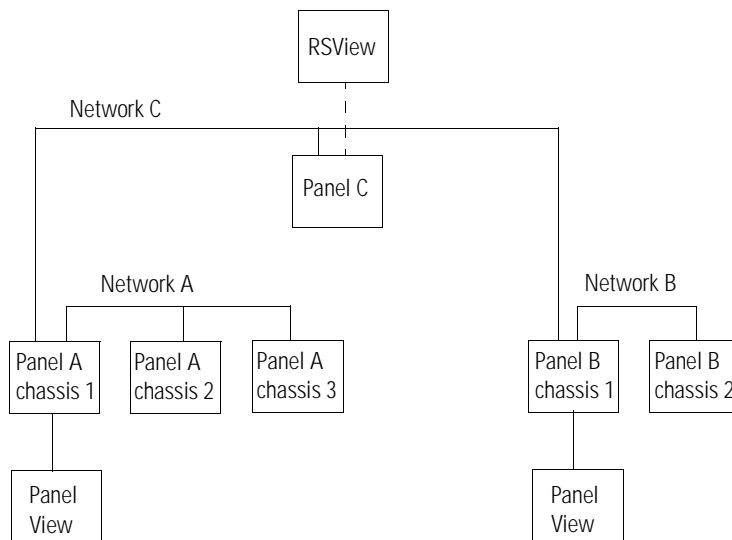 RSView
Network C
Panel C
Network A
Network B
Panel A
chassis 1
Panel A
chassis 2
Panel A
chassis 3
Panel B
chassis 1
Panel B
chassis 2
Panel
View
Panel
View